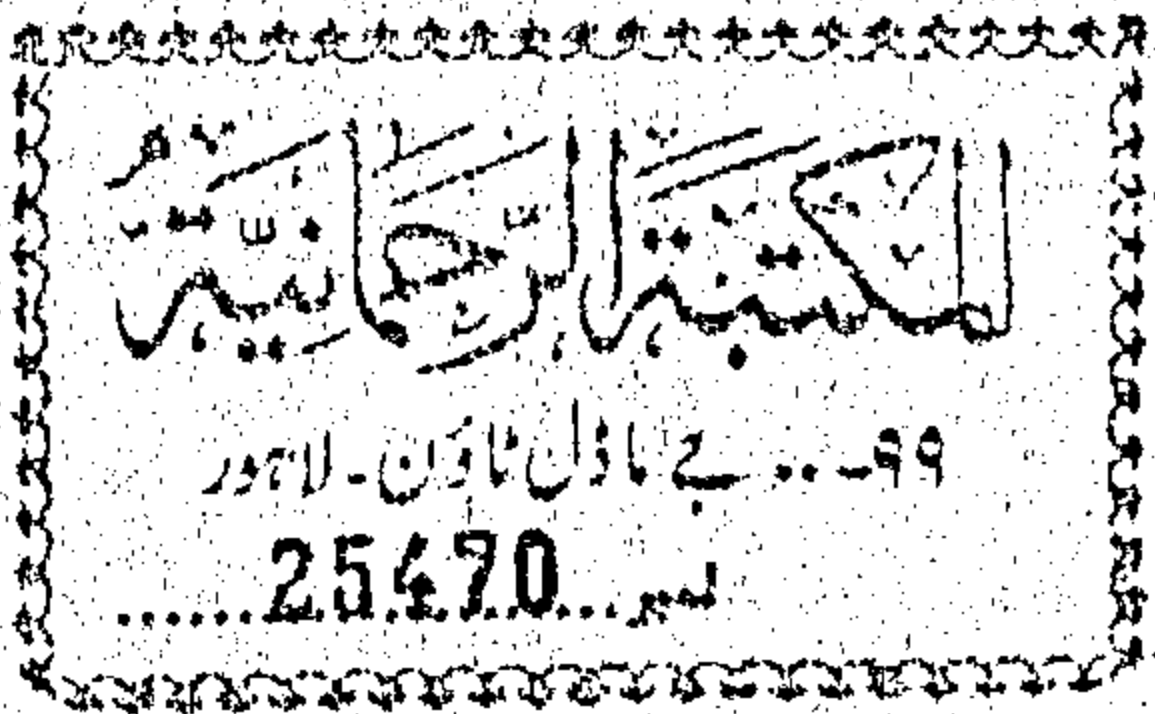 المكتبة الرحمانية
۹۹۔۔۔ جے ماڈل ٹاؤن ۔ لاہور
نمبر...25470......